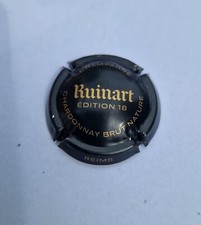 Ruinart
ÉDITION 18
CHARDONNAY BRUT NATURE
REIMS